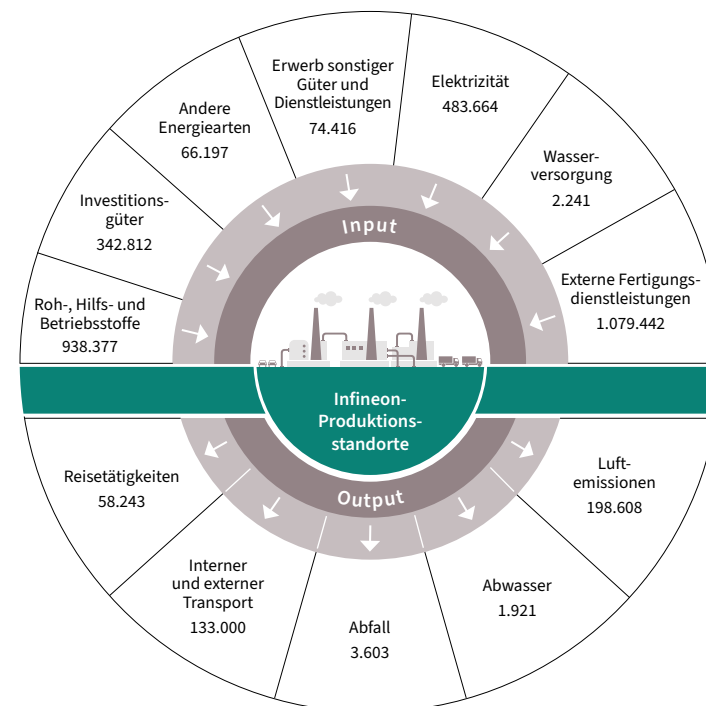 Erwerb sonstiger
Güter und
Dienstleistungen
74.416
Elektrizität
483.664
Andere
Energiearten
66.197
Wasser-
versorgung
2.241
Investitions-
güter
342.812
Externe Fertigungs-
dienstleistungen
1.079.442
Roh-, Hilfs- und
Betriebsstoffe
938.377
Input
Infineon-
Produktions-
standorte
Output
Reisetätigkeiten
58.243
Luft-
emissionen
198.608
Interner
und externer
Transport
133.000
Abwasser
1.921
Abfall
3.603